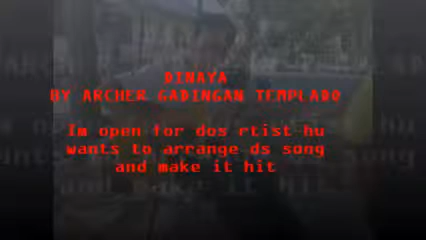 DINAYA
BY ARCHER GADINGAN TEMPLADO
Im open for dos rtist hu
wants to arrange ds song
and make it hit